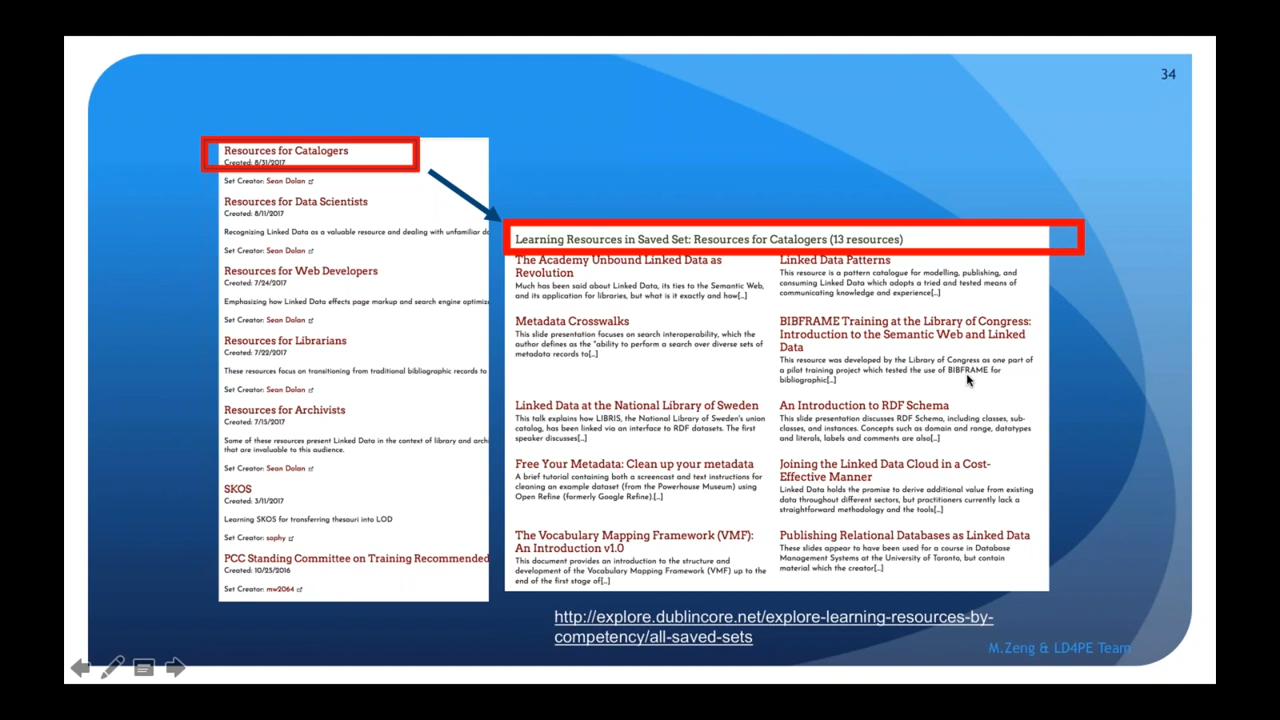 34
Resources for Catalogers
Created: 8/31/2017
Set Creator: Sean Dolan
Resources for Data Scientists
Created: 8/11/2017
Recognizing Linked Data as a valuable resource and dealing with unfamiliar
Set Creator: Sean Dolan
Resources for Web Developers
Created: 7/24/2017
Emphasizing how Linked Data effects page markup and search engine
Set Creator: Sean Dolan
Resources for Librarians
Created: 7/22/2017
These resources focus on transitioning from traditional bibliographic records to
Set Creator: Sean Dolan
Resources for Archivists
Created: 7/13/2017
Some of these resources present Linked Data in the context of library and
that are invaluable to this audience.
Set Creator: Sean Dolan
SKOS
Created: 3/11/2017
Learning SKOS for transfering thesauri into LOD
Set Creator: sophy
PCC Standing Committee on Training Recommended
Created: 10/25/2016
Set Creator: mw2064
Learning Resources in Saved Set: Resources for Catalogers (13 resources)
The Academy Unbound Linked Data as
Revolution
Much has been said about Linked Data, its ties to the Semantic Web,
and its application for libraries, but what is it exactly and how[...]
Metadata Crosswalks
This slide presentation focuses on search interoperability, which the
author defines as the "ability to perform a search over diverse sets of
metadata records to[...]
Linked Data at the National Library of Sweden
This talk explains how LIBRIS, the National Library of Sweden's union
catalog, has been linked via an interface to RDF datasets. The first
speaker discusses[...]
Free Your Metadata: Clean up your metadata
A brief tutorial containing both a screencast and text instructions for
cleaning an example dataset (from the Powerhouse Museum) using
Open Refine (formerly Google Refine).[...]
The Vocabulary Mapping Framework (VMF):
An Introduction v1.0
This document provides an introduction to the structure and
development of the Vocabulary Mapping Framework (VMF) up to the
end of the first stage of[...]
Linked Data Patterns
This resource is a pattern catalogue for modelling, publishing, and
consuming Linked Data which adopts a tried and tested means of
communicating knowledge and experience[...]
BIBFRAME Training at the Library of Congress:
Introduction to the Semantic Web and Linked
Data
This resource was developed by the Library of Congress as one part of
a pilot training project which tested the use of BIBFRAME for
bibliographic[...]
An Introduction to RDF Schema
This slide presentation discusses RDF Schema, including classes, sub-
classes, and instances. Concepts such as domain and range, datatypes
and literals, labels and comments are also[...]
Joining the Linked Data Cloud in a Cost-
Effective Manner
Linked Data holds the promise to derive additional value from existing
data throughout different sectors, but practitioners currently lack a
straightforward methodology and the tools[...]
Publishing Relational Databases as Linked Data
These slides appear to have been used for a course in Database
Management Systems at the University of Toronto, but contain
material which the creator[...]
http://explore.dublincore.net/explore-learning-resources-by-
competency/all-saved-sets
M.Zeng & LD4PE Team